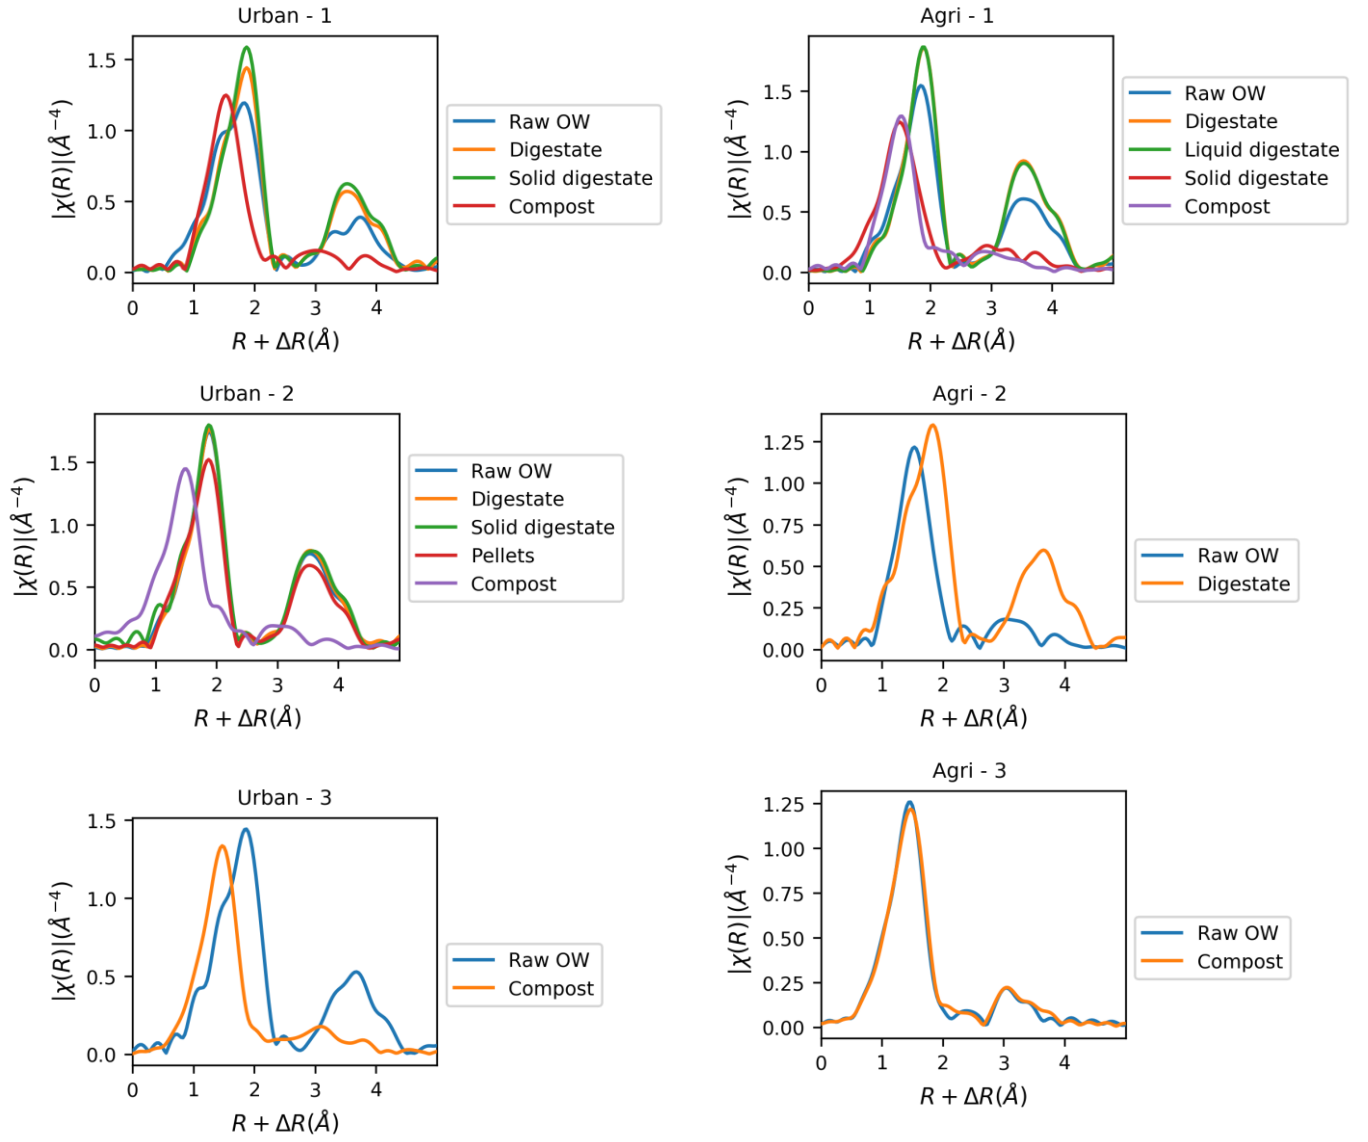 Urban - 1
1.5
1.0
0.5
0.0
|χ(R)|(Å⁻⁴)
0 1 2 3 4
R + ΔR(Å)
Raw OW
Digestate
Solid digestate
Compost
Agri - 1
1.5
1.0
0.5
0.0
|χ(R)|(Å⁻⁴)
0 1 2 3 4
R + ΔR(Å)
Raw OW
Digestate
Liquid digestate
Solid digestate
Compost
Urban - 2
1.5
1.0
0.5
0.0
|χ(R)|(Å⁻⁴)
0 1 2 3 4
R + ΔR(Å)
Raw OW
Digestate
Solid digestate
Pellets
Compost
Agri - 2
1.25
1.00
0.75
0.50
0.25
0.00
|χ(R)|(Å⁻⁴)
0 1 2 3 4
R + ΔR(Å)
Raw OW
Digestate
Urban - 3
1.5
1.0
0.5
0.0
|χ(R)|(Å⁻⁴)
0 1 2 3 4
R + ΔR(Å)
Raw OW
Compost
Agri - 3
1.25
1.00
0.75
0.50
0.25
0.00
|χ(R)|(Å⁻⁴)
0 1 2 3 4
R + ΔR(Å)
Raw OW
Compost